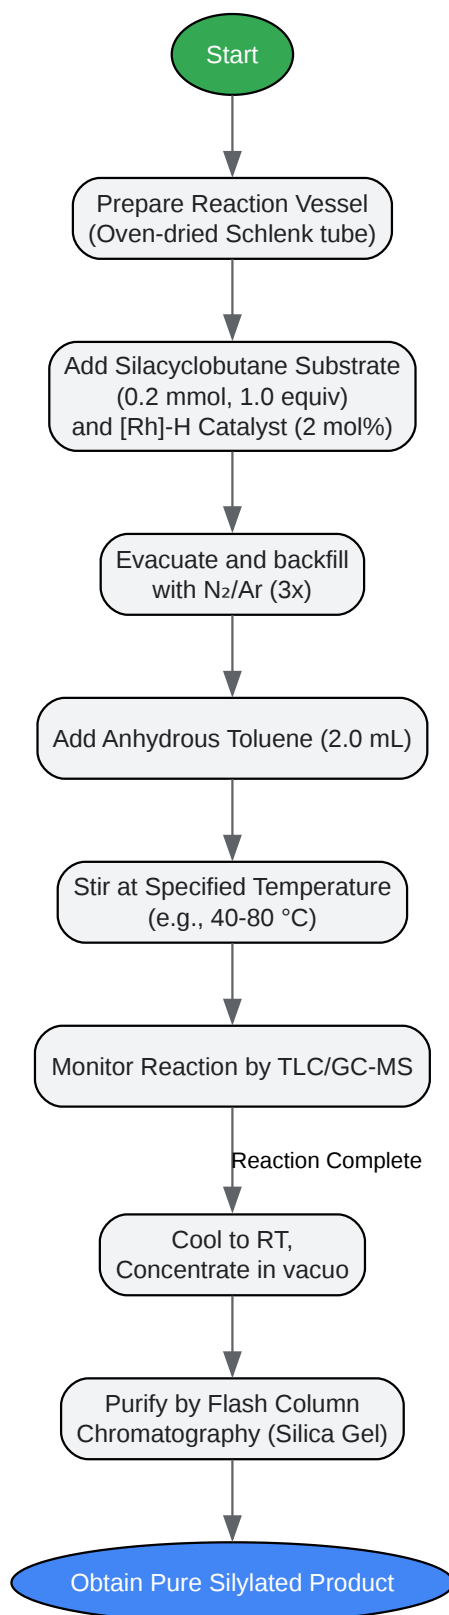 Start
Prepare Reaction Vessel
(Oven-dried Schlenk tube)
Add Silacyclobutane Substrate
(0.2 mmol, 1.0 equiv)
and [Rh]-H Catalyst (2 mol%)
Evacuate and backfill
with N₂/Ar (3x)
Add Anhydrous Toluene (2.0 mL)
Stir at Specified Temperature
(e.g., 40-80 °C)
Monitor Reaction by TLC/GC-MS
Reaction Complete
Cool to RT,
Concentrate in vacuo
Purify by Flash Column
Chromatography (Silica Gel)
Obtain Pure Silylated Product